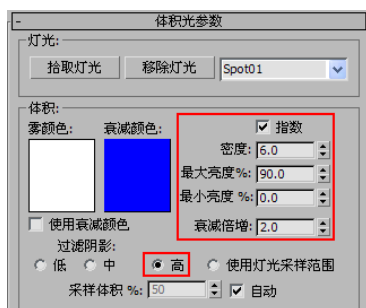 - 体积光参数
灯光:
拾取灯光 移除灯光 Spot01
体积:
雾颜色: 衰减颜色: 指数
密度: 6.0
最大亮度%: 90.0
最小亮度 %: 0.0
使用衰减颜色 衰减倍增: 2.0
过滤阴影:
低 中 高 使用灯光采样范围
采样体积 %: 50 自动